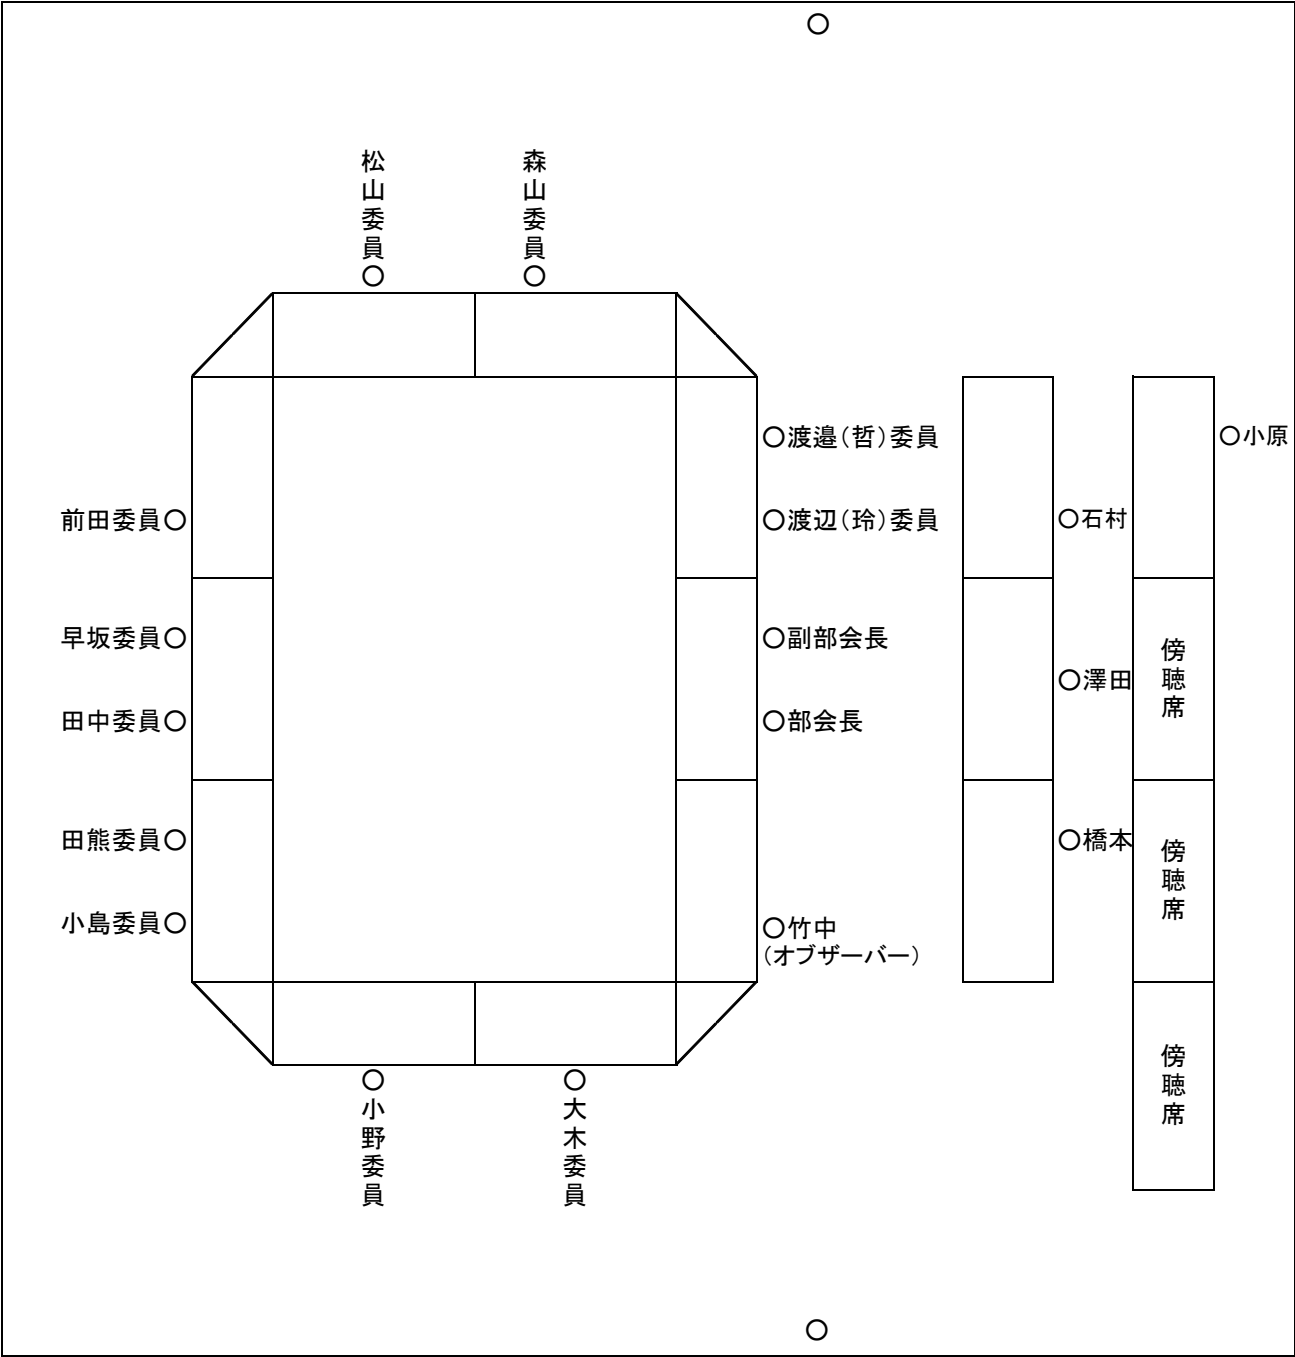 ○
松山委員○
森山委員○
○渡邉（哲）委員
○小原
前田委員○
○渡辺（玲）委員
○石村
早坂委員○
○副部会長
傍聴席
○澤田
田中委員○
○部会長
田熊委員○
○橋本
傍聴席
小島委員○
○竹中
（オブザーバー）
傍聴席
○小野委員
○大木委員
○